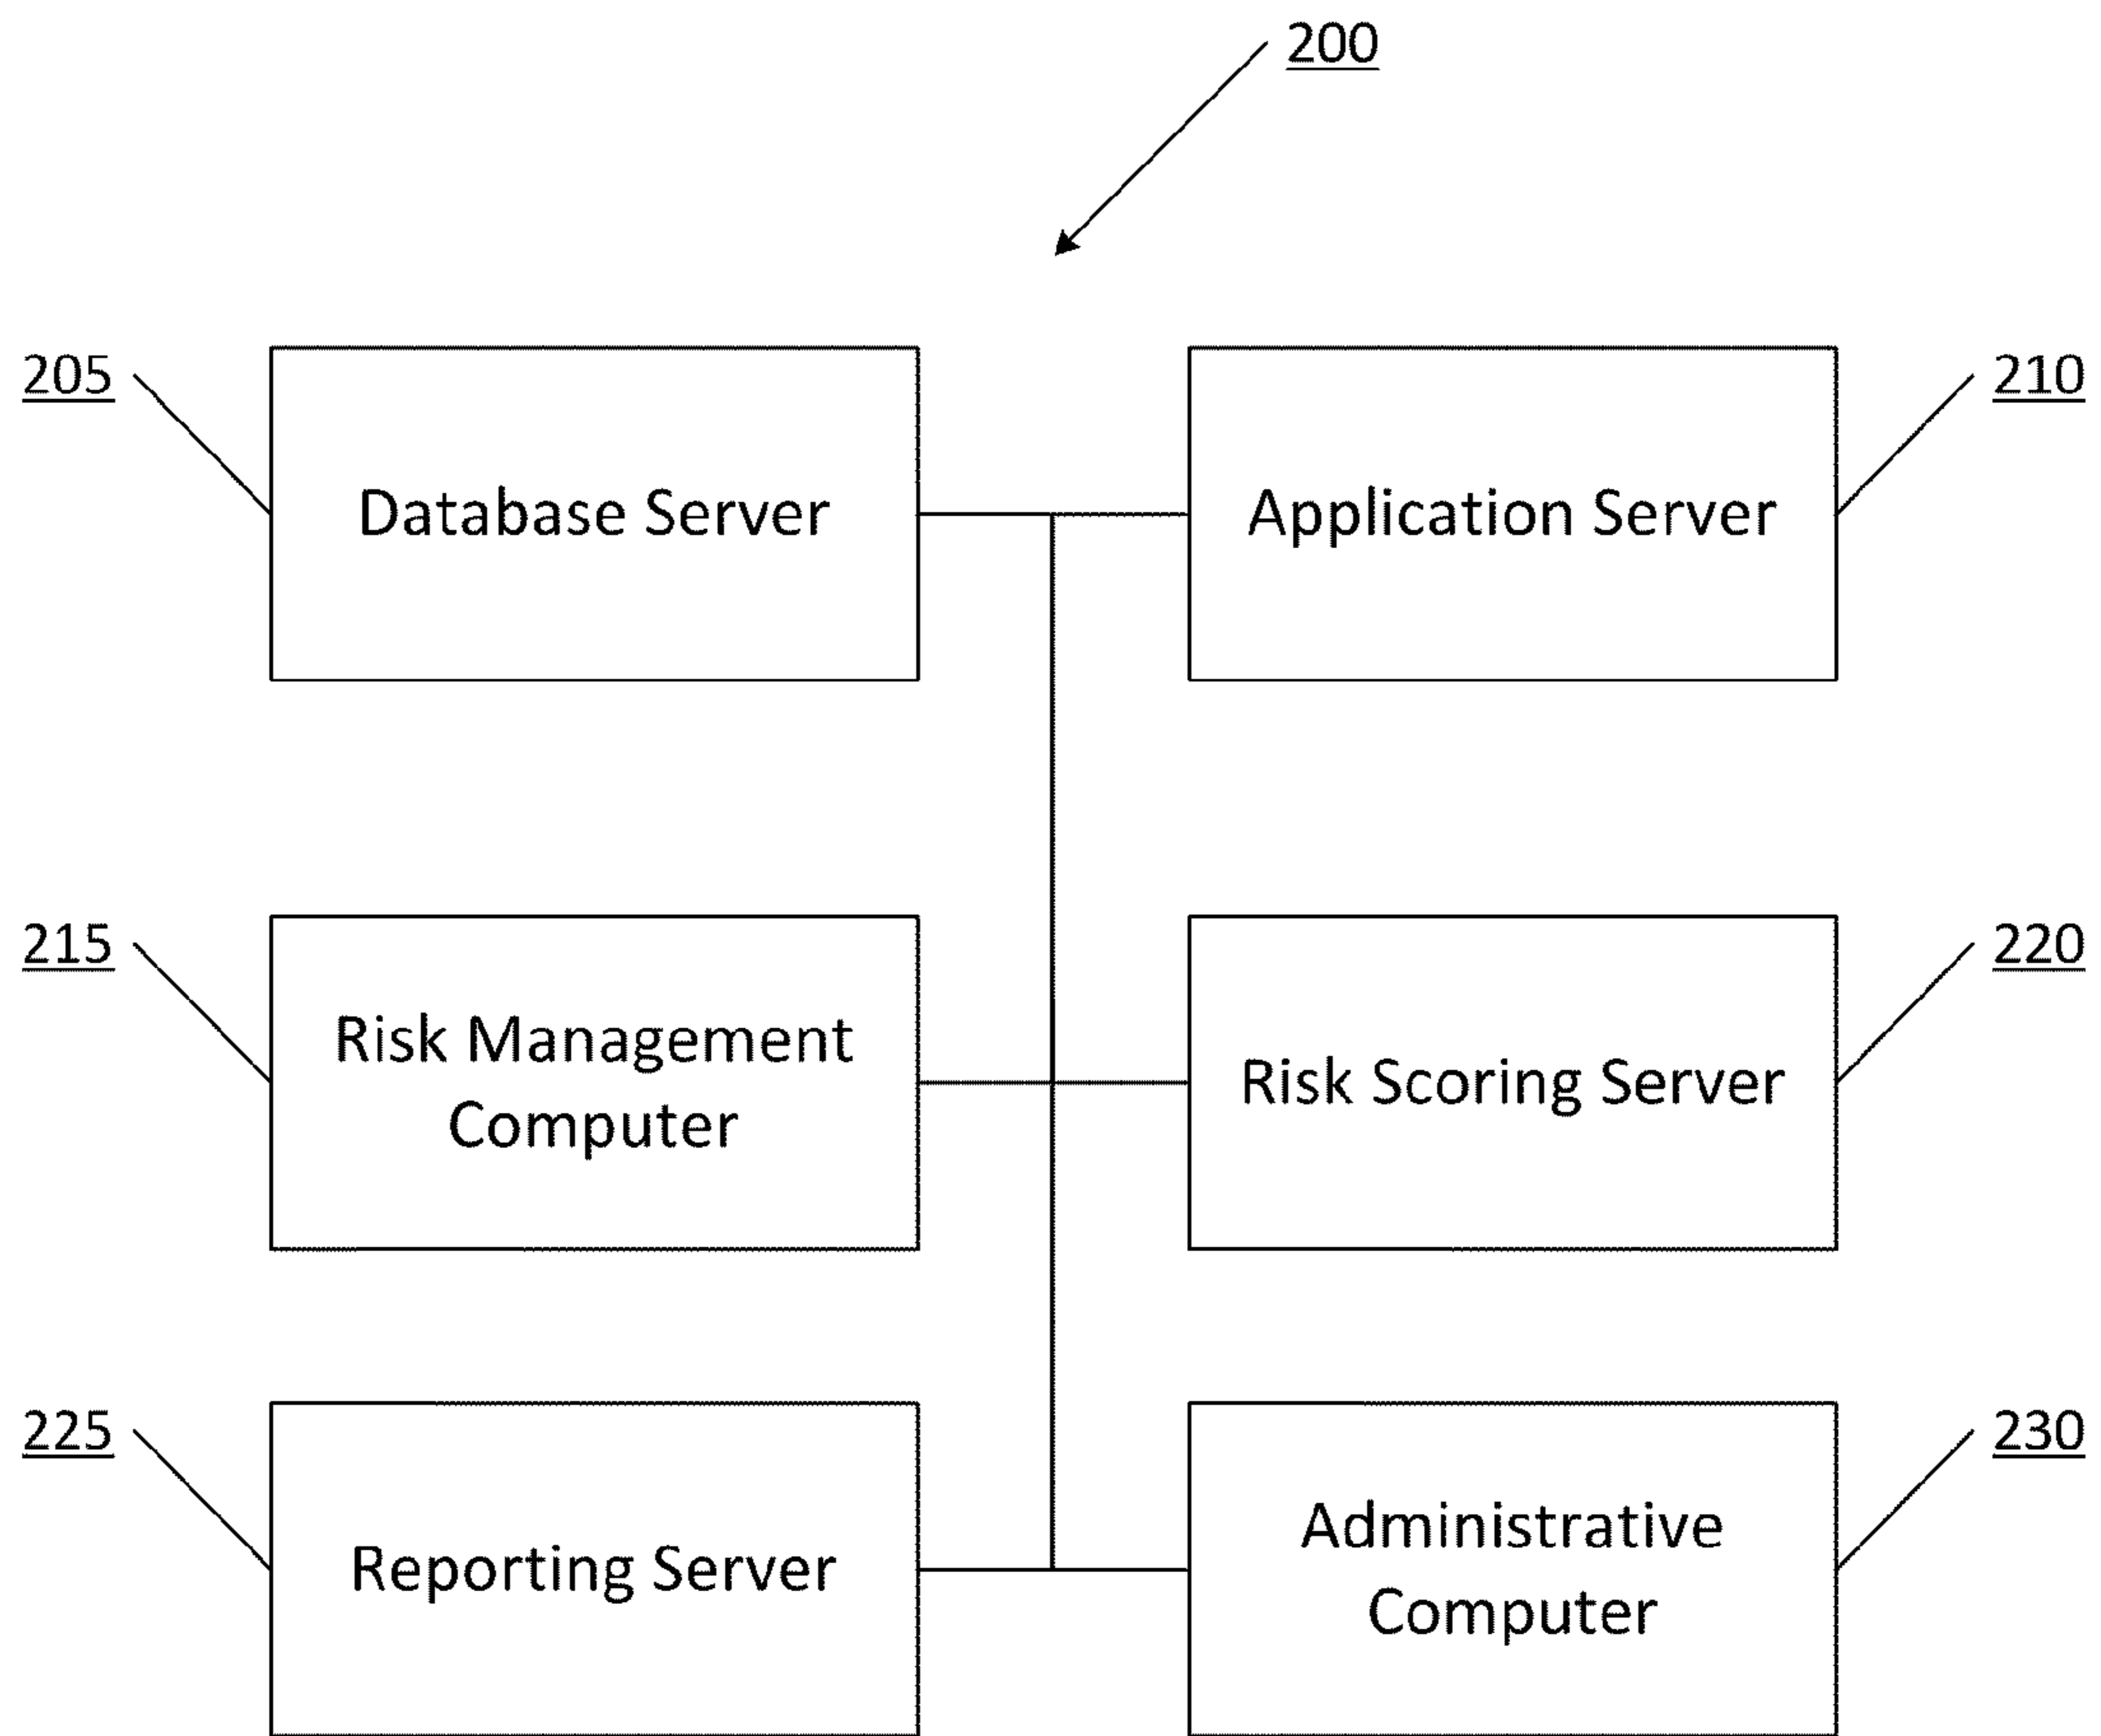 200
205
Database Server
Application Server
210
215
Risk Management
Computer
Risk Scoring Server
220
225
Reporting Server
Administrative
Computer
230